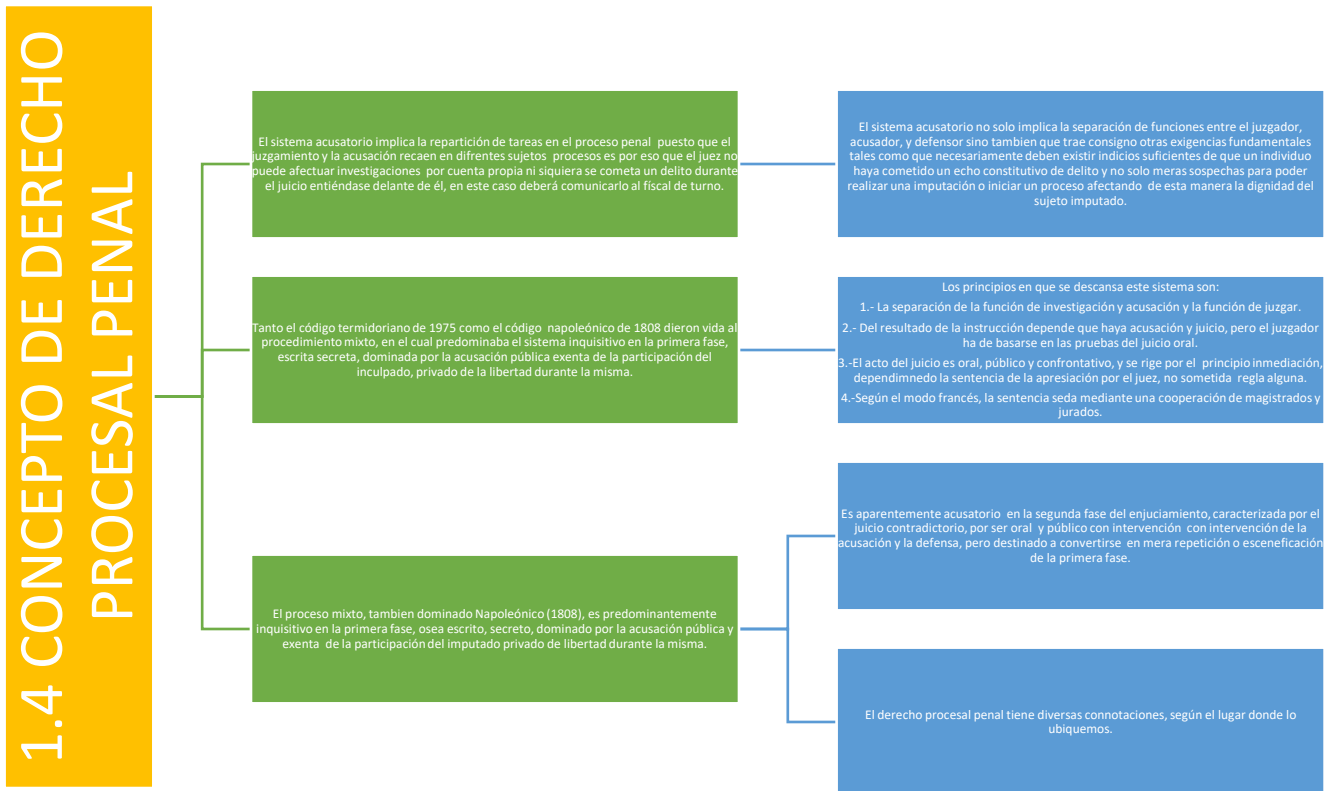 1.4 CONCEPTO DE DERECHO
PROCESAL PENAL
El sistema acusatorio implica la repartición de tareas en el proceso penal puesto que el
juzgamiento y la acusación recaen en difrentes sujetos procesos es por eso que el juez no
puede afectuar investigaciones por cuenta propia ni siquiera se cometa un delito durante
el juicio entiéndase delante de él, en este caso deberá comunicarlo al físcal de turno.
El sistema acusatorio no solo implica la separación de funciones entre el juzgador,
acusador, y defensor sino tambien que trae consigno otras exigencias fundamentales
tales como que necesariamente deben existir indicios suficientes de que un individuo
haya cometido un echo constitutivo de delito y no solo meras sospechas para poder
realizar una imputación o iniciar un proceso afectando de esta manera la dignidad del
sujeto imputado.
Tanto el código termidoriano de 1975 como el código napoleónico de 1808 dieron vida al
procedimiento mixto, en el cual predominaba el sistema inquisitivo en la primera fase,
escrita secreta, dominada por la acusación pública exenta de la participación del
inculpado, privado de la libertad durante la misma.
Los principios en que se descansa este sistema son:
1.- La separación de la función de investigación y acusación y la función de juzgar.
2.- Del resultado de la instrucción depende que haya acusación y juicio, pero el juzgador
ha de basarse en las pruebas del juicio oral.
3.-El acto del juicio es oral, público y confrontativo, y se rige por el principio inmediación,
dependimnedo la sentencia de la apresiación por el juez, no sometida regla alguna.
4.-Según el modo francés, la sentencia seda mediante una cooperación de magistrados y
jurados.
El proceso mixto, tambien dominado Napoleónico (1808), es predominantemente
inquisitivo en la primera fase, osea escrito, secreto, dominado por la acusación pública y
exenta de la participación del imputado privado de libertad durante la misma.
Es aparentemente acusatorio en la segunda fase del enjuciamiento, caracterizada por el
juicio contradictorio, por ser oral y público con intervención con intervención de la
acusación y la defensa, pero destinado a convertirse en mera repetición o esceneficación
de la primera fase.
El derecho procesal penal tiene diversas connotaciones, según el lugar donde lo
ubiquemos.